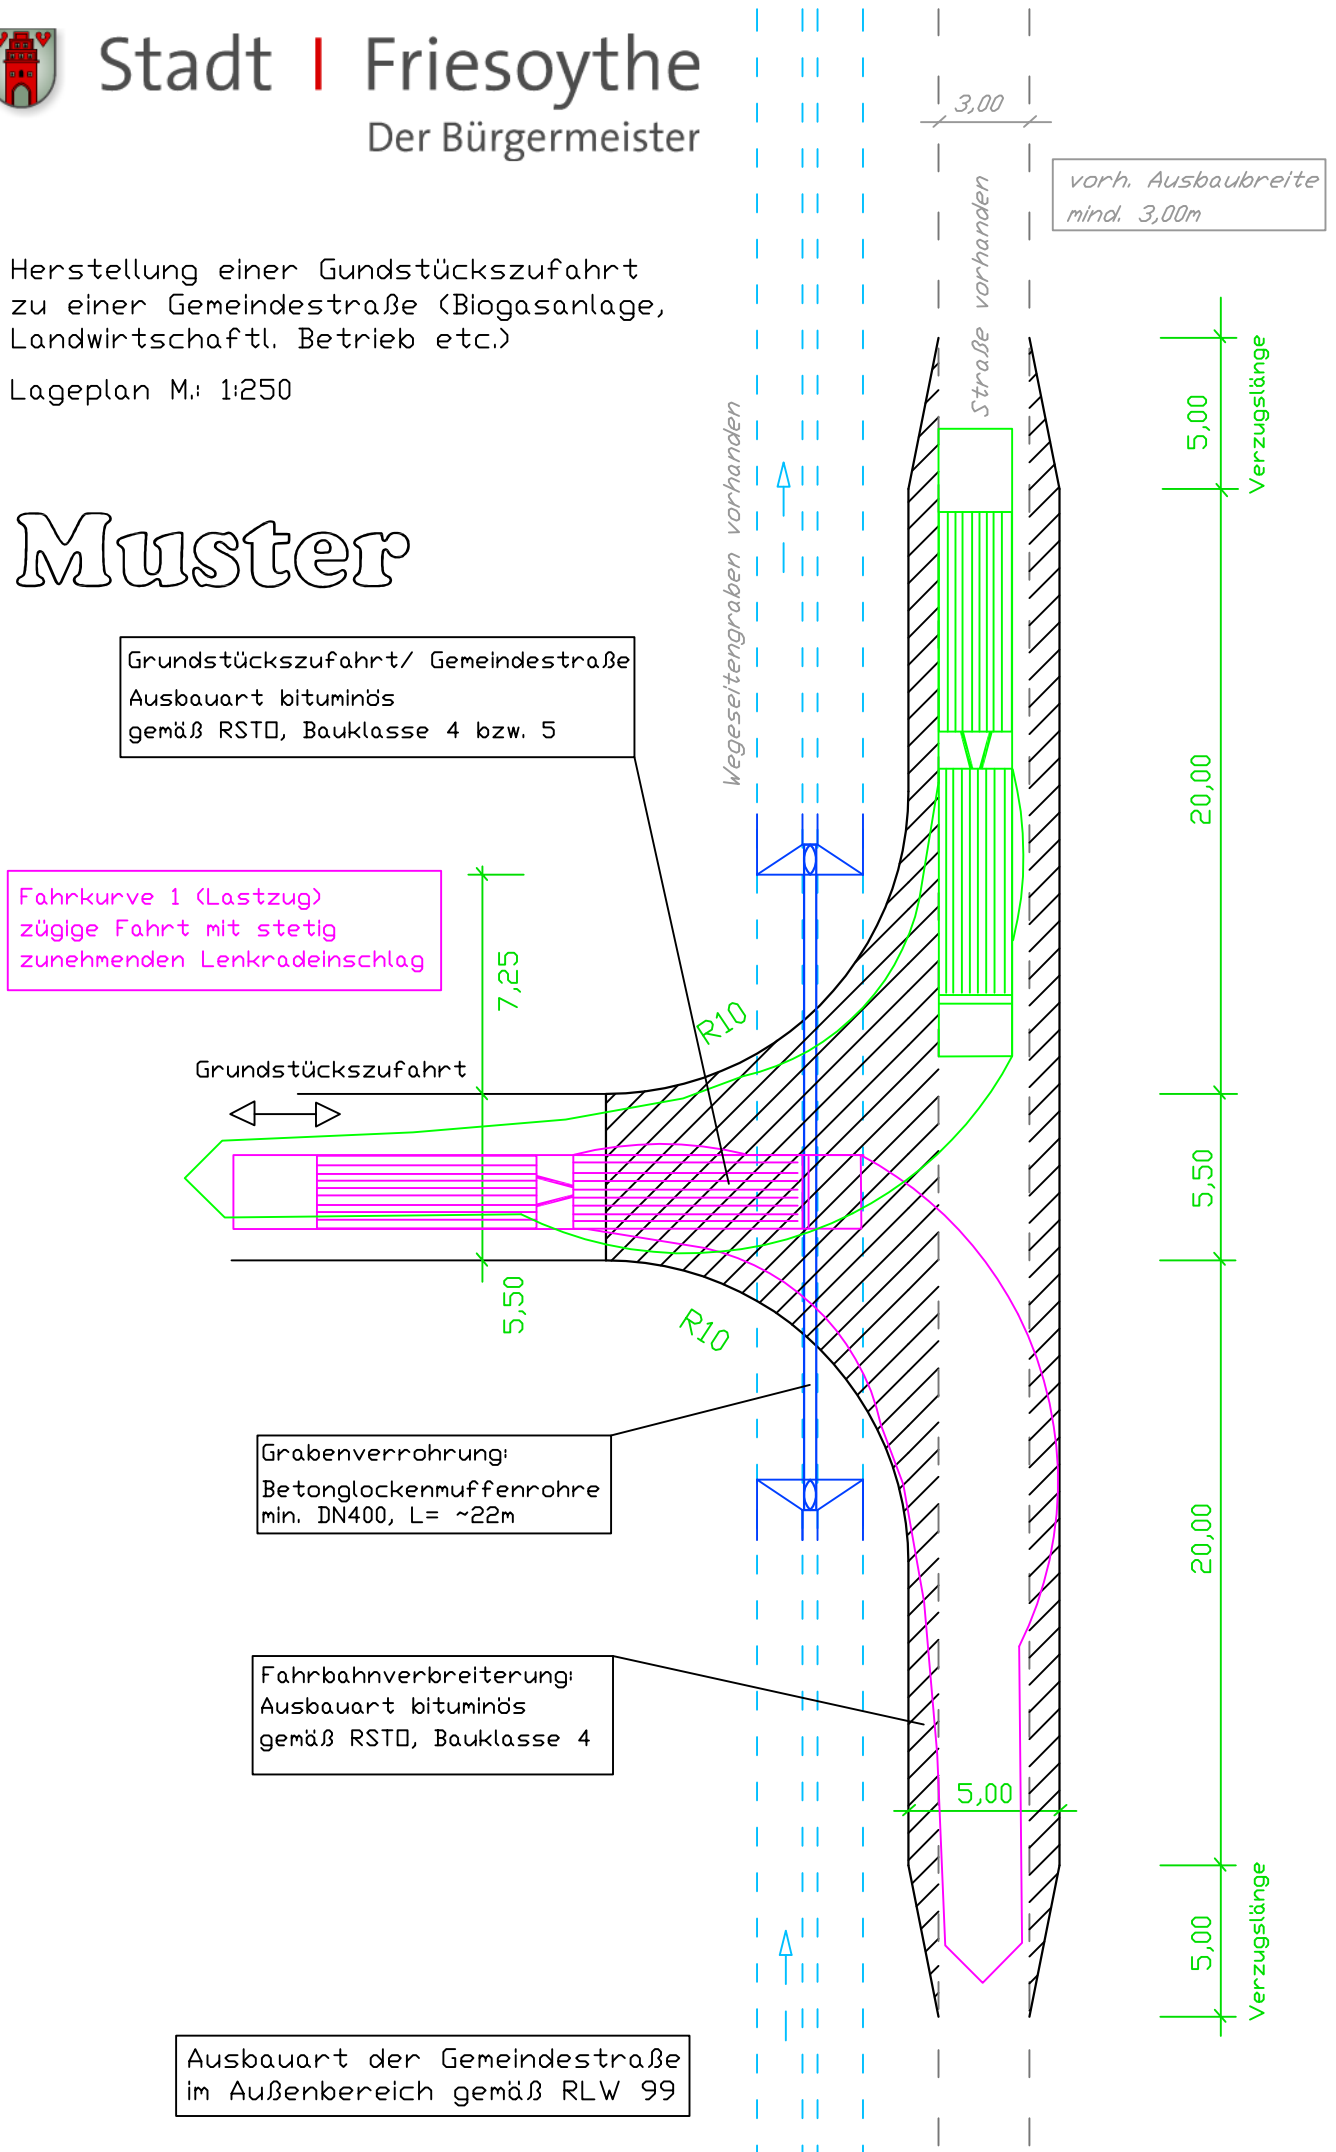 Stadt | Friesoythe
Der Bürgermeister
3,00
vorh. Ausbaubreite
mind. 3,00m
Straße vorhanden
Herstellung einer Gundstückszufahrt
zu einer Gemeindestraße (Biogasanlage,
Landwirtschaftl. Betrieb etc.)
Lageplan M.: 1:250
5,00
Verzugslänge
Wegeseitengraben vorhanden
Muster
Grundstückszufahrt/ Gemeindestraße
Ausbauart bituminös
gemäß RSTO, Bauklasse 4 bzw. 5
20,00
Fahrkurve 1 (Lastzug)
zügige Fahrt mit stetig
zunehmenden Lenkradeinschlag
7,25
R10
Grundstückszufahrt
5,50
5,50
R10
Grabenverrohrung:
Betonglockenmuffenrohre
min. DN400, L= ~22m
20,00
Fahrbahnverbreiterung:
Ausbauart bituminös
gemäß RSTO, Bauklasse 4
5,00
5,00
Verzugslänge
Ausbauart der Gemeindestraße
im Außenbereich gemäß RLW 99